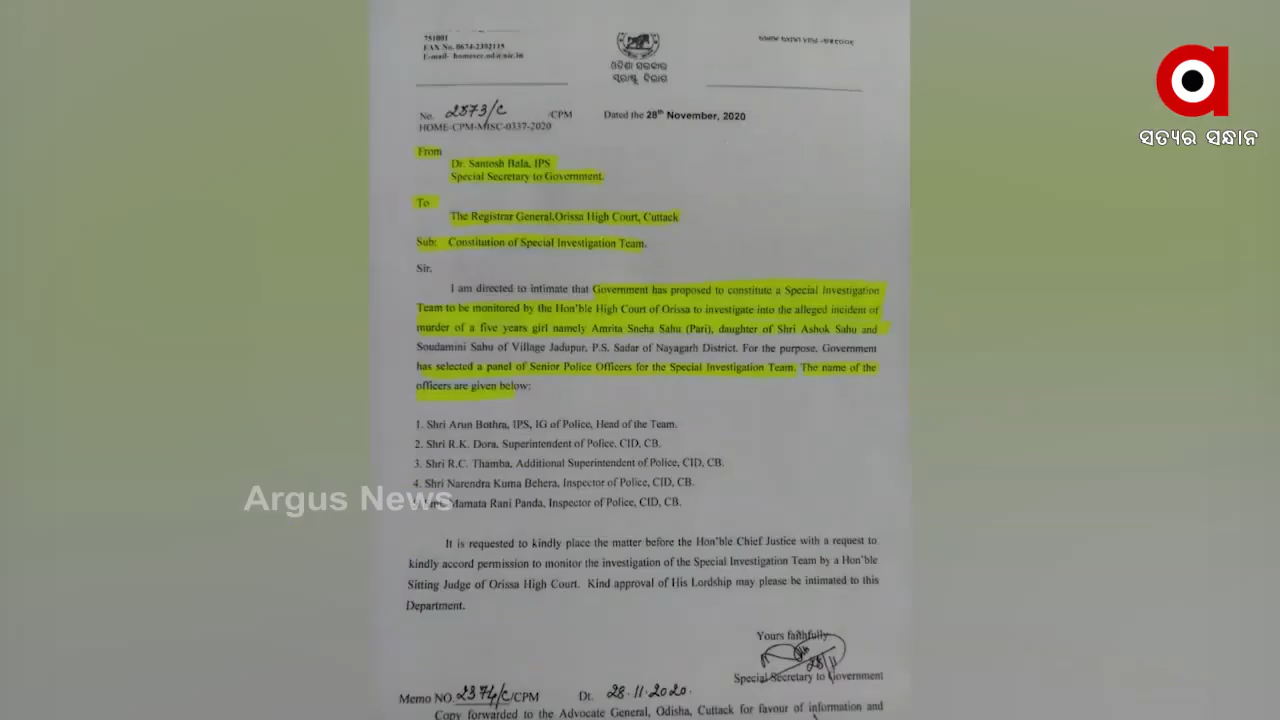 751001
FAX No. 0674-2392115
E-mail- homesec.od@nic.in
ଓଡିଶା ସରକାର
ସ୍ୱରାଷ୍ଟ୍ର ବିଭାଗ
ସତ୍ୟର ସନ୍ଧାନ
No. 2373/C /CPM Dated the 28th November, 2020
HOME-CPM-MISC-0337-2020
From
Dr. Santosh Bala, IPS
Special Secretary to Government.
To
The Registrar General,Orissa High Court, Cuttack
Sub: Constitution of Special Investigation Team.
Sir.
I am directed to intimate that Government has proposed to constitute a Special Investigation
Team to be monitored by the Hon'ble High Court of Orissa to investigate into the alleged incident of
murder of a five years girl namely Amrita Sneha Sahu (Pari), daughter of Shri Ashok Sahu and
Soudamini Sahu of Village Jadupur, P.S. Sadar of Nayagarh District. For the purpose, Government
has selected a panel of Senior Police Officers for the Special Investigation Team. The name of the
officers are given below:
1. Shri Arun Bothra, IPS, IG of Police, Head of the Team.
2. Shri R.K. Dora, Superintendent of Police, CID, CB.
3. Shri R.C. Thamba, Additional Superintendent of Police, CID, CB.
4. Shri Narendra Kuma Behera, Inspector of Police, CID, CB.
Mamata Rani Panda, Inspector of Police, CID, CB.
Argus News
It is requested to kindly place the matter before the Hon'ble Chief Justice with a request to
kindly accord permission to monitor the investigation of the Special Investigation Team by a Hon'ble
Sitting Judge of Orissa High Court. Kind approval of His Lordship may please be intimated to this
Department.
Yours faithfully
28/11
Special Secretary to Government
Memo NO. 2374/C/CPM Dt. 28.11.2020.
Copy forwarded to the Advocate General, Odisha, Cuttack for favour of information and